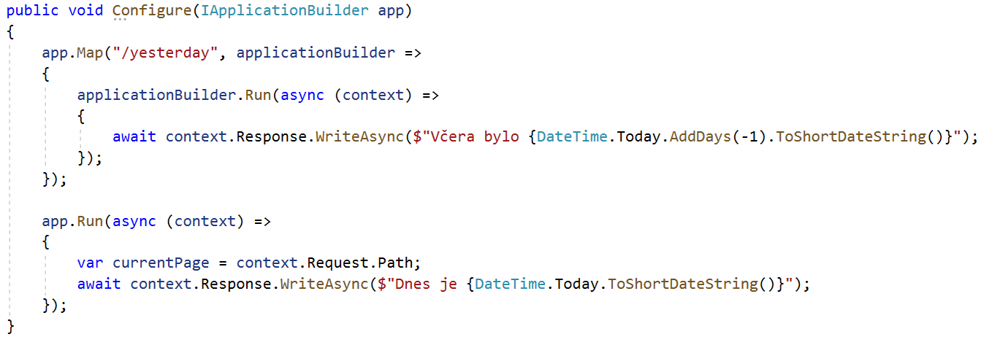 public void Configure(IApplicationBuilder app)
{
    app.Map("/yesterday", applicationBuilder =>
    {
        applicationBuilder.Run(async (context) =>
        {
            await context.Response.WriteAsync($"Včera bylo {DateTime.Today.AddDays(-1).ToShortDateString()}");
        });
    });

    app.Run(async (context) =>
    {
        var currentPage = context.Request.Path;
        await context.Response.WriteAsync($"Dnes je {DateTime.Today.ToShortDateString()}");
    });
}